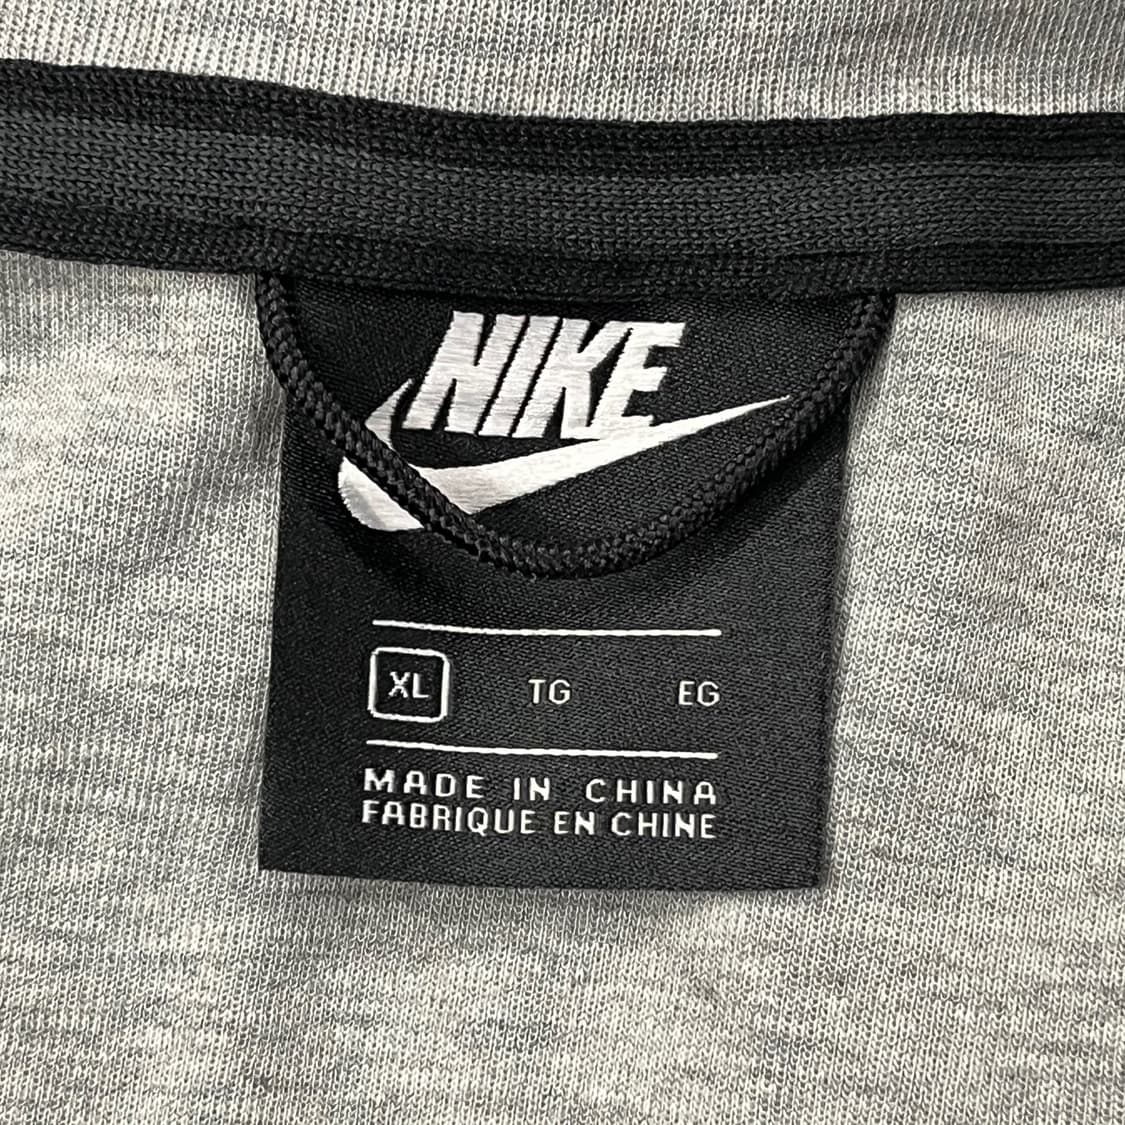 NIKE
XL TG EG
MADE IN CHINA
FABRIQUE EN CHINE